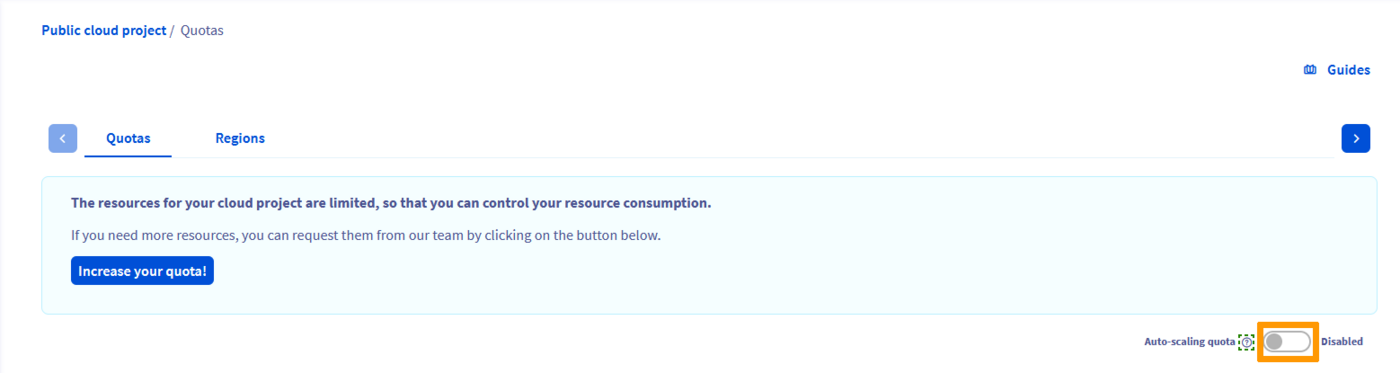 Public cloud project / Quotas
Guides
Quotas Regions
The resources for your cloud project are limited, so that you can control your resource consumption.
If you need more resources, you can request them from our team by clicking on the button below.
Increase your quota!
Auto-scaling quota ? Disabled